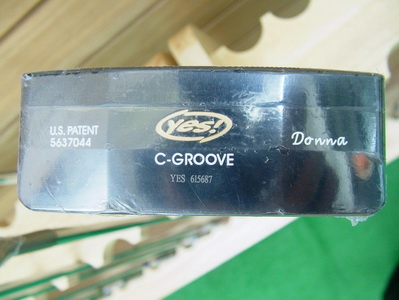 U.S. PATENT
5637044
yes!
C-GROOVE
YES 615687
Donna